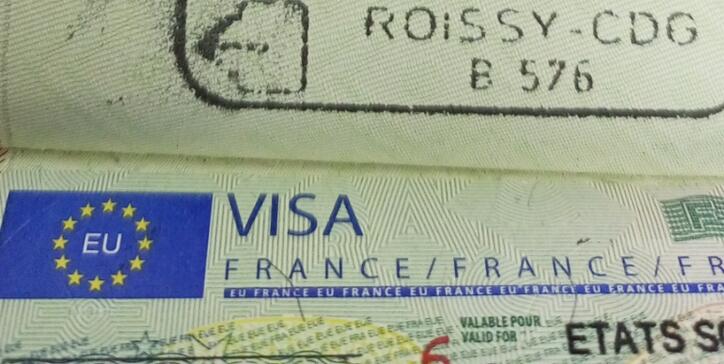 ROISSY-CDG
B 576
EU
VISA
FRANCE/FRANCE/FR
EU FRANCE EU FRANCE EU FRANCE EU FRANCE EU FRANCE EU FRANCE EU FRA
VALABLE POUR
VALID FOR
ETATS S